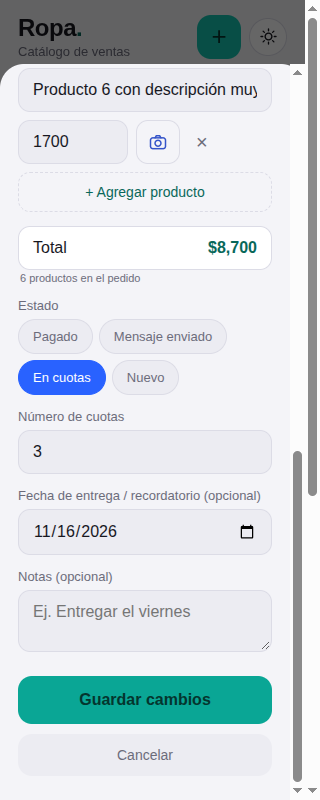 Ropa.
Catálogo de ventas
Producto 6 con descripción muy
1700
+ Agregar producto
Total $8,700
6 productos en el pedido
Estado
Pagado Mensaje enviado
En cuotas Nuevo
Número de cuotas
3
Fecha de entrega / recordatorio (opcional)
11/16/2026
Notas (opcional)
Ej. Entregar el viernes
Guardar cambios
Cancelar